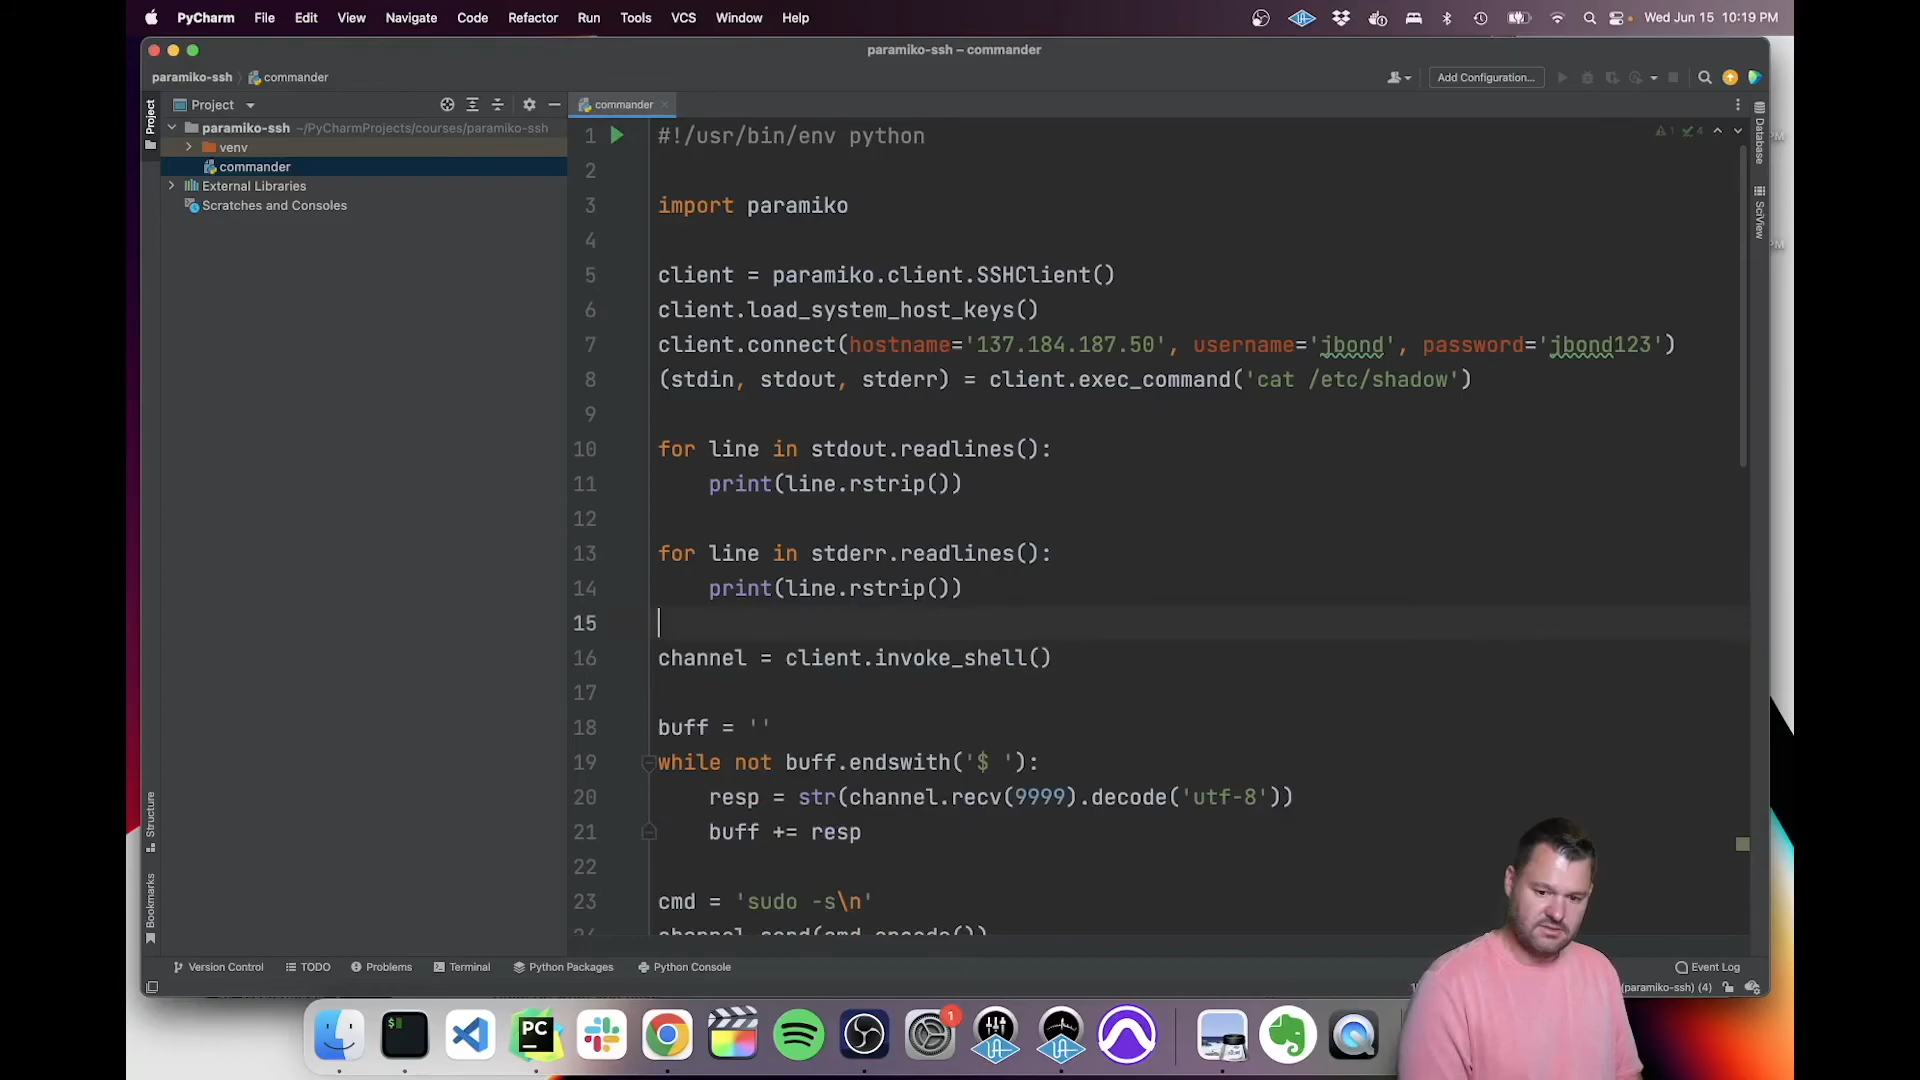 PyCharm File Edit View Navigate Code Refactor Run Tools VCS Window Help Wed Jun 15 10:19 PM
paramiko-ssh – commander
paramiko-ssh commander Add Configuration...
Project
Project
commander
paramiko-ssh ~/PyCharmProjects/courses/paramiko-ssh
venv
commander
External Libraries
Scratches and Consoles
1 4
1 #!/usr/bin/env python
2
3 import paramiko
4
5 client = paramiko.client.SSHClient()
6 client.load_system_host_keys()
7 client.connect(hostname='137.184.187.50', username='jbond', password='jbond123')
8 (stdin, stdout, stderr) = client.exec_command('cat /etc/shadow')
9
10 for line in stdout.readlines():
11 print(line.rstrip())
12
13 for line in stderr.readlines():
14 print(line.rstrip())
15
16 channel = client.invoke_shell()
17
18 buff = ''
19 while not buff.endswith('$ '):
20 resp = str(channel.recv(9999).decode('utf-8'))
21 buff += resp
22
23 cmd = 'sudo -s\n'
channel.send(cmd.encode())
Database
SciView
Structure
Bookmarks
Version Control TODO Problems Terminal Python Packages Python Console Event Log
(paramiko-ssh) (4)
$
PC
1